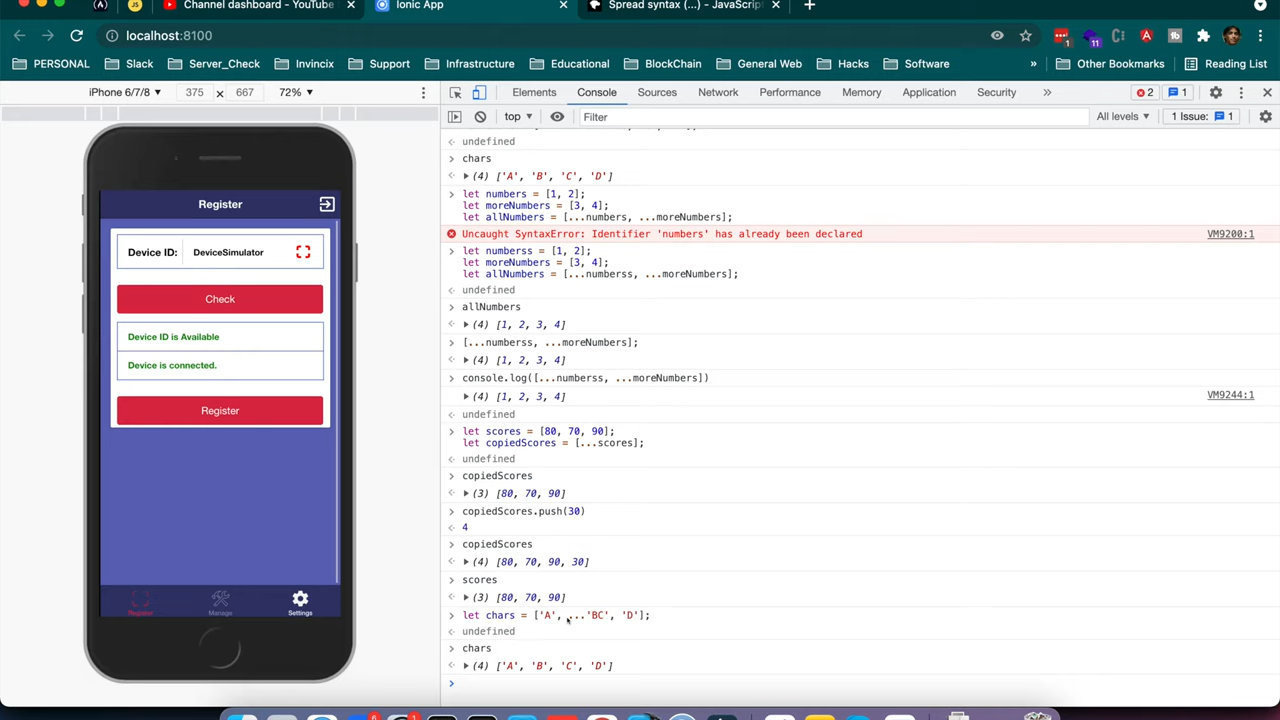 JS
Channel dashboard - YouTube
Ionic App
Spread syntax (...) - JavaScript
localhost:8100
1
11
PERSONAL
Slack
Server_Check
Invincix
Support
Infrastructure
Educational
BlockChain
General Web
Hacks
Software
»
Other Bookmarks
Reading List
iPhone 6/7/8 ▼ 375 × 667 72% ▼
Elements Console Sources Network Performance Memory Application Security » 2 1
top ▼ Filter All levels ▼ 1 Issue: 1
undefined
chars
(4) ['A', 'B', 'C', 'D']
let numbers = [1, 2];
let moreNumbers = [3, 4];
let allNumbers = [...numbers, ...moreNumbers];
Uncaught SyntaxError: Identifier 'numbers' has already been declared VM9200:1
let numberss = [1, 2];
let moreNumbers = [3, 4];
let allNumbers = [...numberss, ...moreNumbers];
undefined
allNumbers
(4) [1, 2, 3, 4]
[...numberss, ...moreNumbers];
(4) [1, 2, 3, 4]
console.log([...numberss, ...moreNumbers])
(4) [1, 2, 3, 4] VM9244:1
undefined
let scores = [80, 70, 90];
let copiedScores = [...scores];
undefined
copiedScores
(3) [80, 70, 90]
copiedScores.push(30)
4
copiedScores
(4) [80, 70, 90, 30]
scores
(3) [80, 70, 90]
let chars = ['A', ...'BC', 'D'];
undefined
chars
(4) ['A', 'B', 'C', 'D']
Register
Device ID: DeviceSimulator
Check
Device ID is Available
Device is connected.
Register
Register
Manage
Settings
6
1